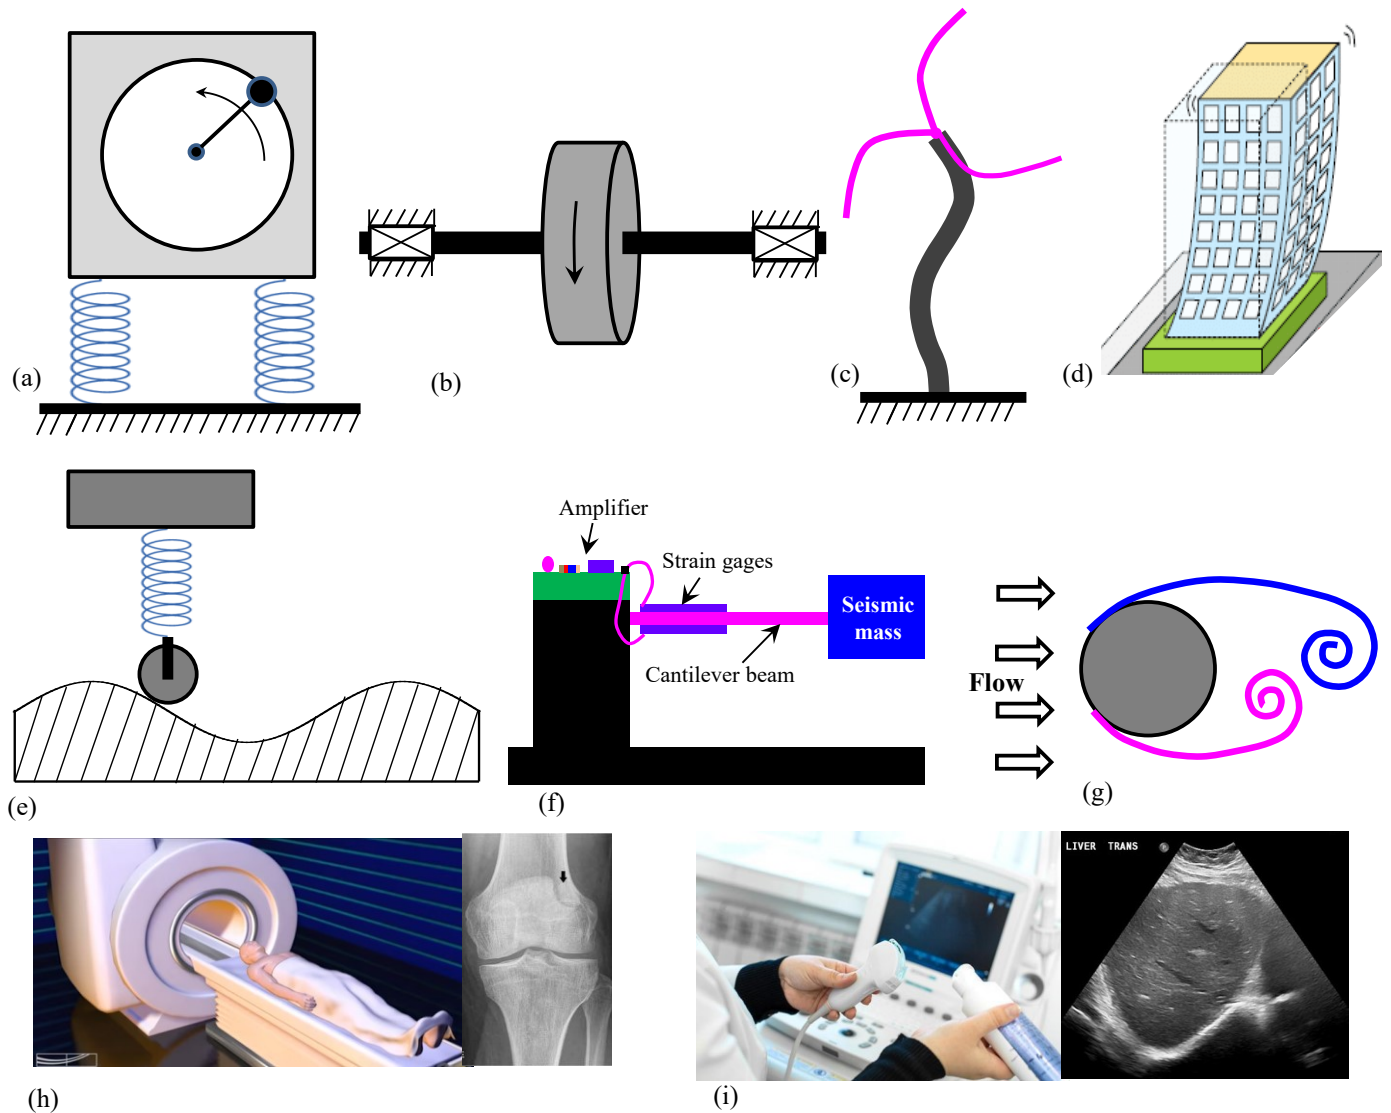 (a)
(b)
(c)
(d)
Amplifier
Strain gages
Seismic
mass
Cantilever beam
Flow
(e)
(f)
(g)
LIVER TRANS
(h)
(i)